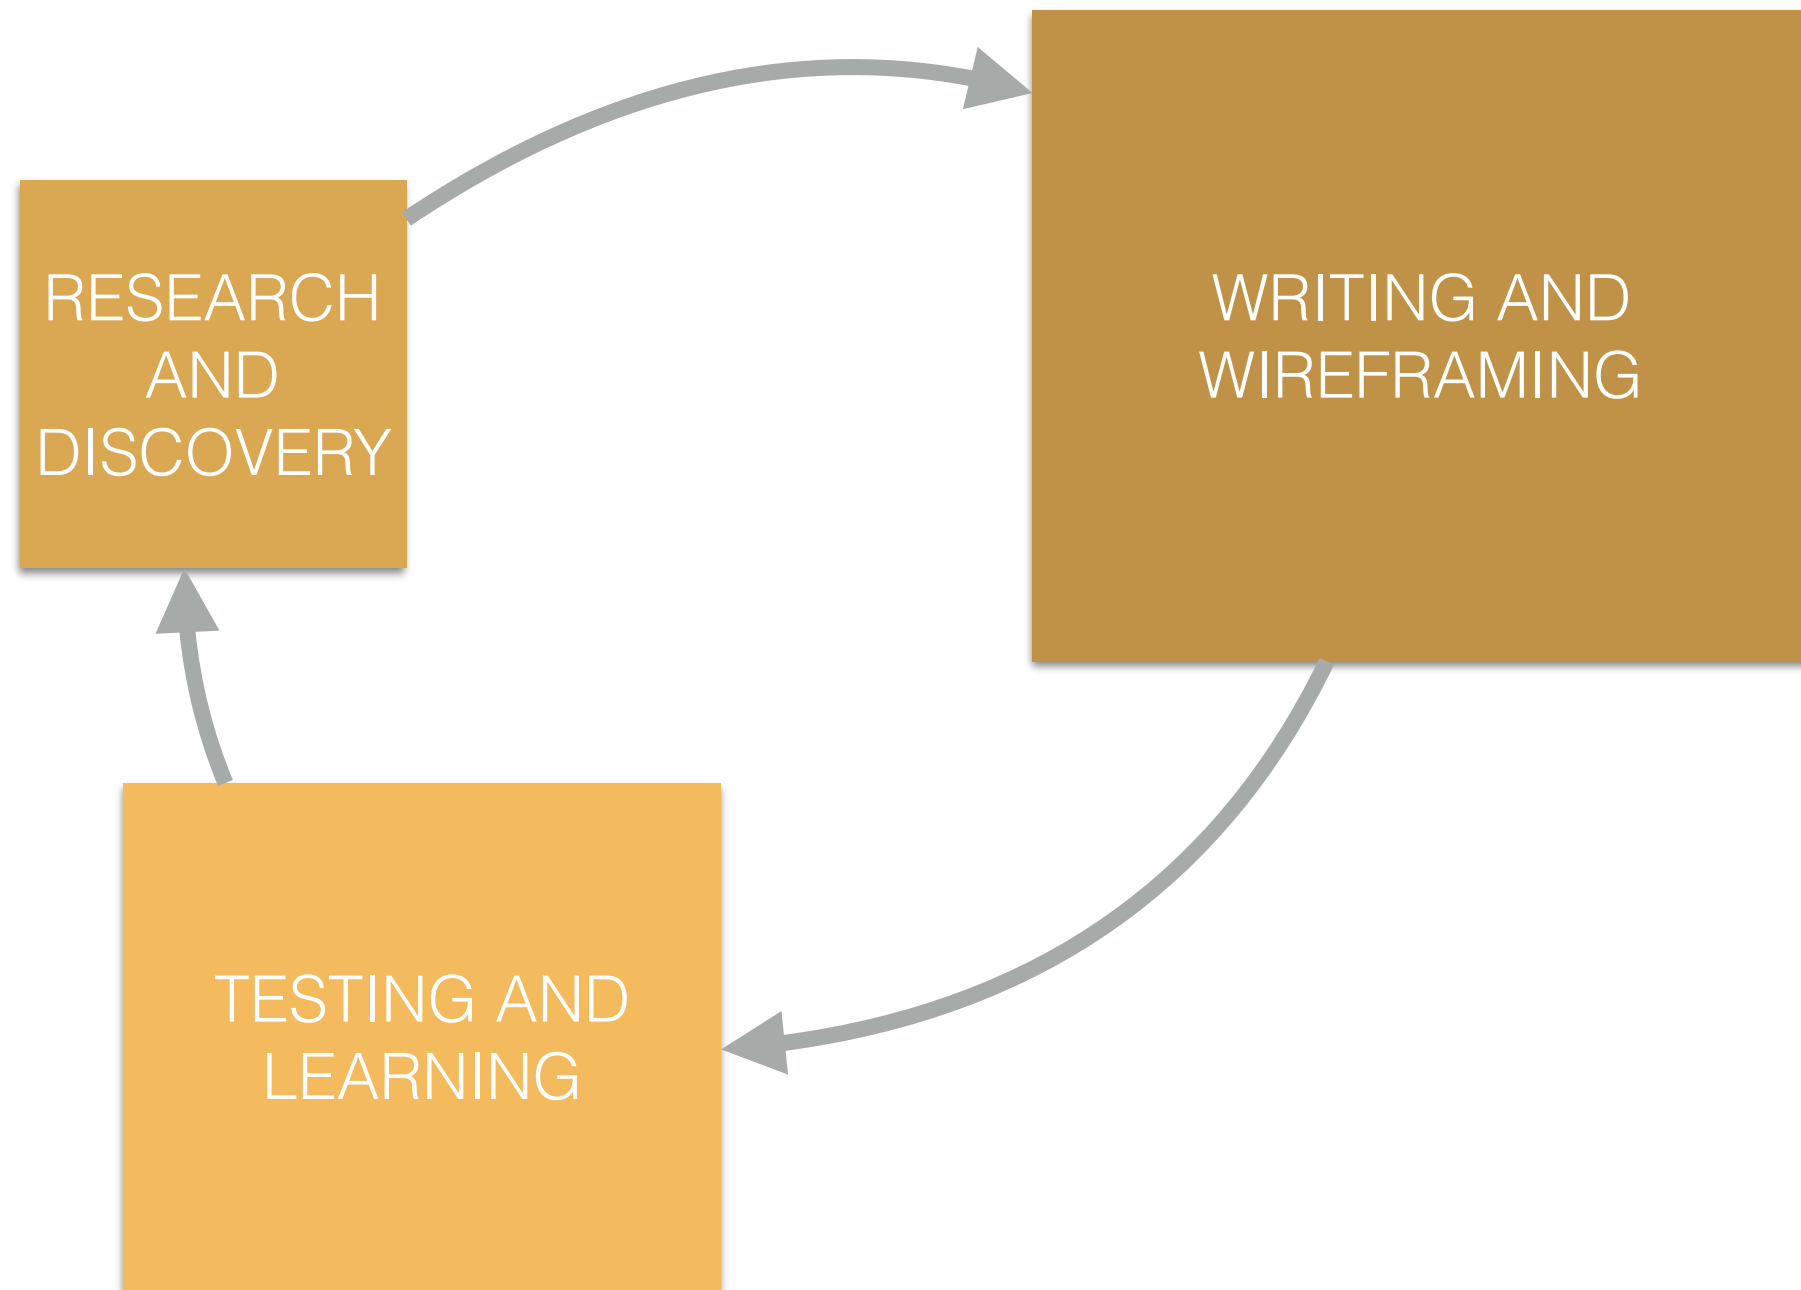 RESEARCH
AND
DISCOVERY
WRITING AND
WIREFRAMING
TESTING AND
LEARNING